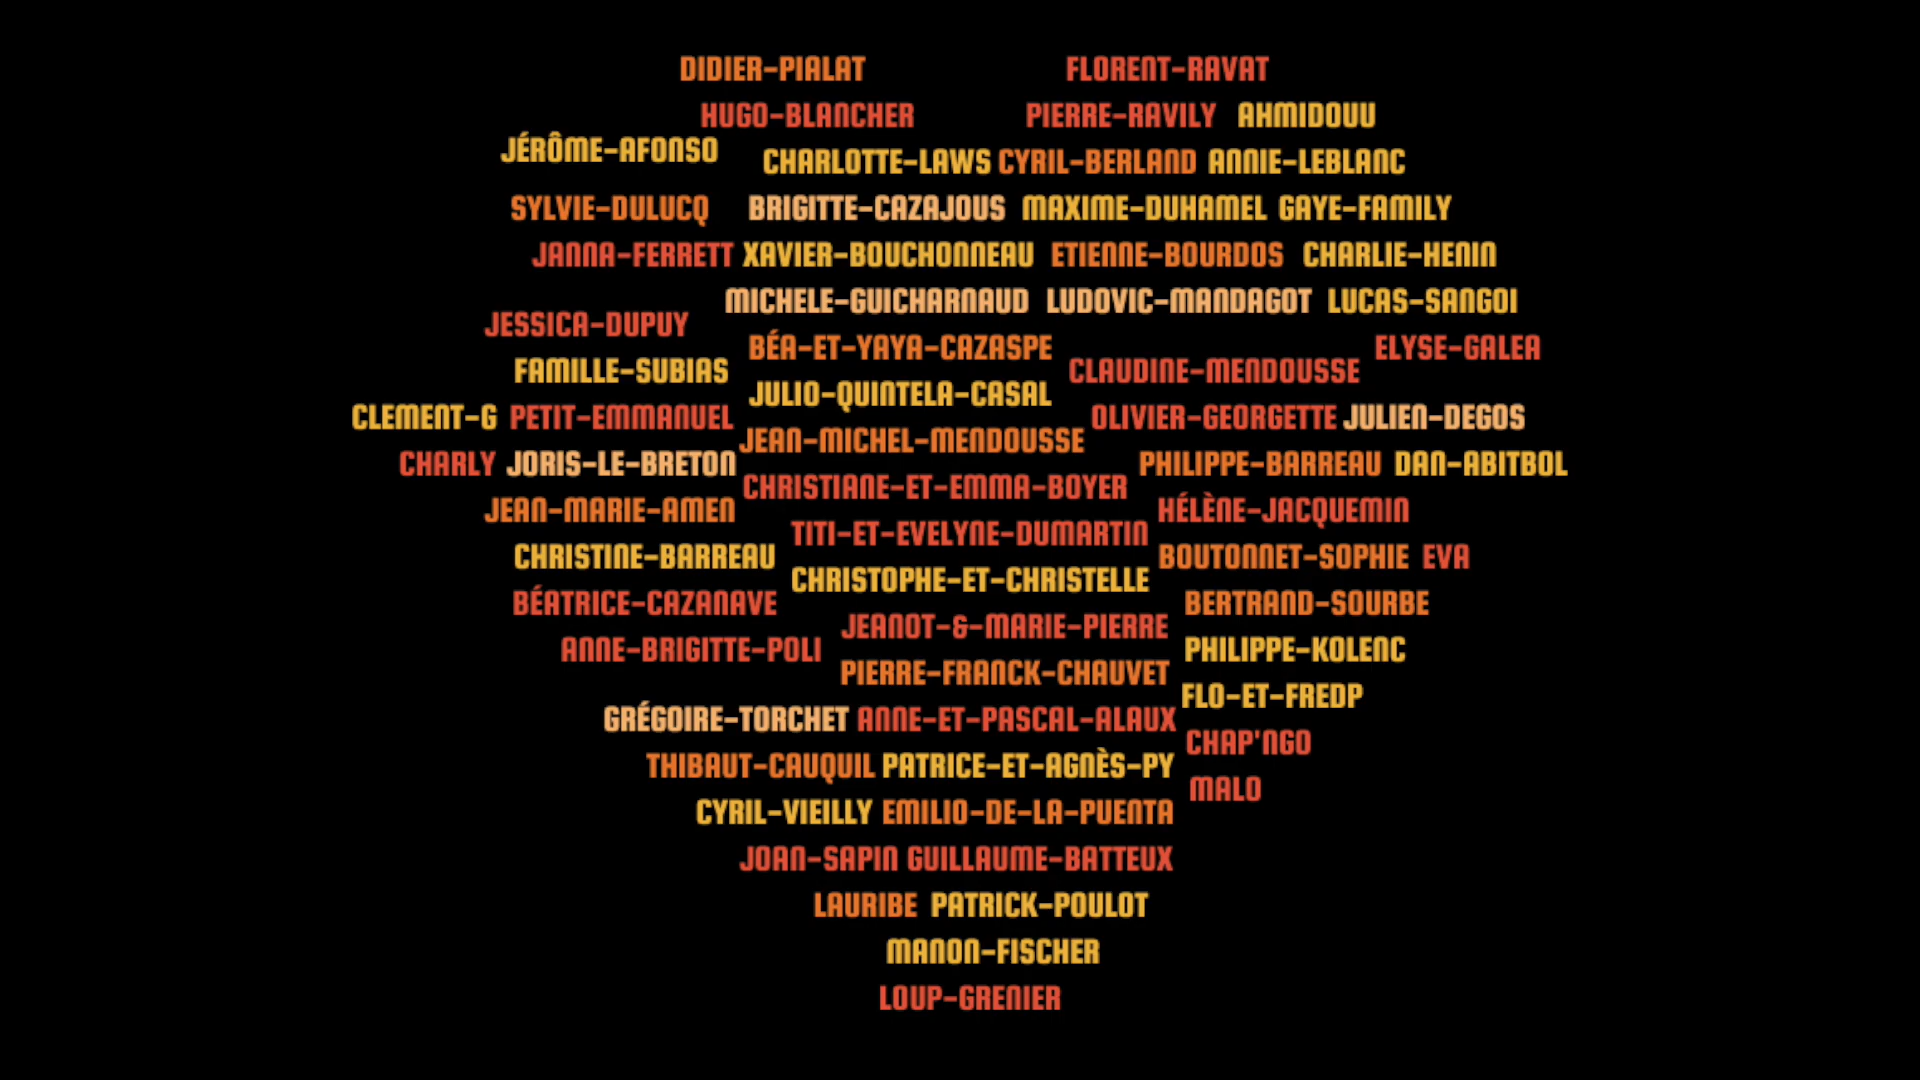 DIDIER-PIALAT FLORENT-RAVAT
HUGO-BLANCHER PIERRE-RAVILY AHMIDOUU
JÉRÔME-AFONSO CHARLOTTE-LAWS CYRIL-BERLAND ANNIE-LEBLANC
SYLVIE-DULUCQ BRIGITTE-CAZAJOUS MAXIME-DUHAMEL GAYE-FAMILY
JANNA-FERRETT XAVIER-BOUCHONNEAU ETIENNE-BOURDOS CHARLIE-HENIN
MICHELE-GUICHARNAUD LUDOVIC-MANDAGOT LUCAS-SANGOI
JESSICA-DUPUY BÉA-ET-YAYA-CAZASPE ELYSE-GALEA
FAMILLE-SUBIAS CLAUDINE-MENDOUSSE
JULIO-QUINTELA-CASAL
CLEMENT-G PETIT-EMMANUEL OLIVIER-GEORGETTE JULIEN-DEGOS
JEAN-MICHEL-MENDOUSSE
CHARLY JORIS-LE-BRETON PHILIPPE-BARREAU DAN-ABITBOL
CHRISTIANE-ET-EMMA-BOYER
JEAN-MARIE-AMEN HÉLÈNE-JACQUEMIN
TITI-ET-EVELYNE-DUMARTIN
CHRISTINE-BARREAU BOUTONNET-SOPHIE EVA
CHRISTOPHE-ET-CHRISTELLE
BÉATRICE-CAZANAVE BERTRAND-SOURBE
JEANOT-&-MARIE-PIERRE
ANNE-BRIGITTE-POLI PHILIPPE-KOLENC
PIERRE-FRANCK-CHAUVET
FLO-ET-FREDP
GRÉGOIRE-TORCHET ANNE-ET-PASCAL-ALAUX
CHAP'NGO
THIBAUT-CAUQUIL PATRICE-ET-AGNÈS-PY
MALO
CYRIL-VIEILLY EMILIO-DE-LA-PUENTA
JOAN-SAPIN GUILLAUME-BATTEUX
LAURIBE PATRICK-POULOT
MANON-FISCHER
LOUP-GRENIER